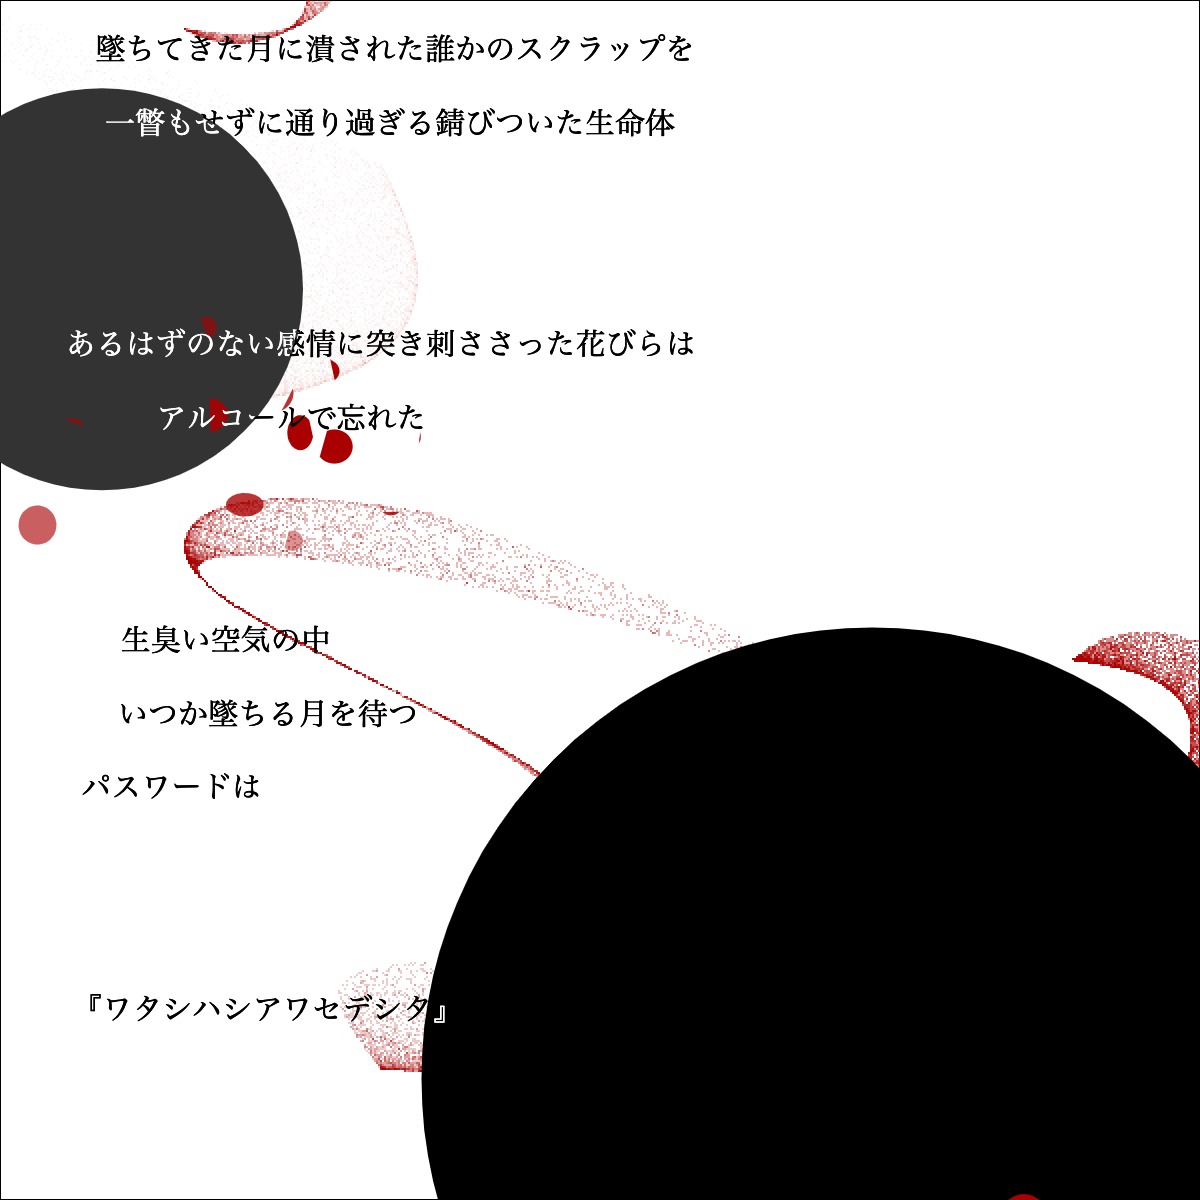 墜ちてきた月に潰された誰かのスクラップを
一瞥もせずに通り過ぎる錆びついた生命体
あるはずのない感情に突き刺ささった花びらは
アルコールで忘れた
生臭い空気の中
いつか墜ちる月を待つ
パスワードは
『ワタシハシアワセデシタ』